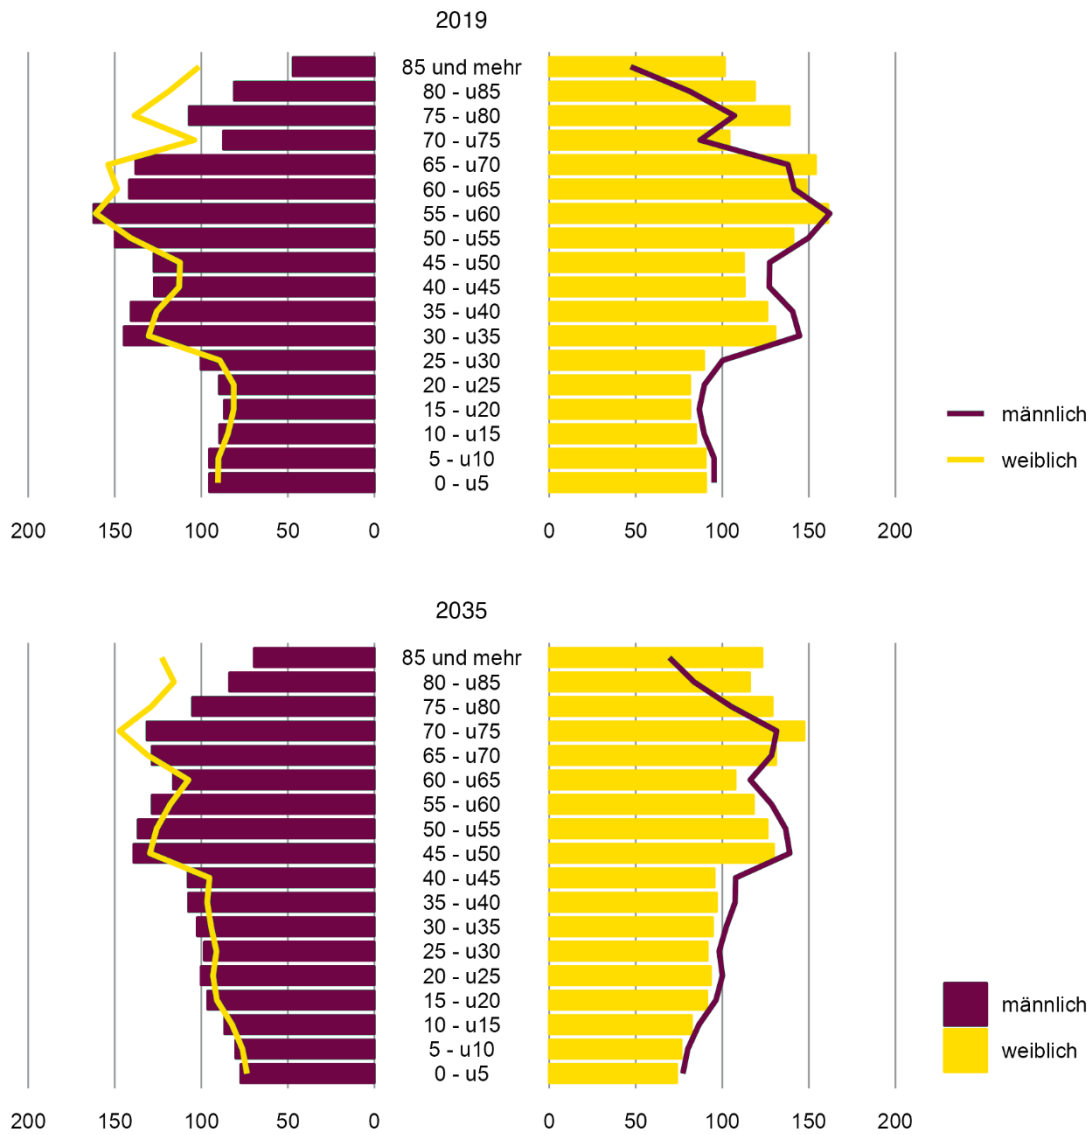 2019
85 und mehr
80 - u85
75 - u80
70 - u75
65 - u70
60 - u65
55 - u60
50 - u55
45 - u50
40 - u45
35 - u40
30 - u35
25 - u30
20 - u25
15 - u20
10 - u15
5 - u10
0 - u5
200 150 100 50 0 0 50 100 150 200
männlich
weiblich
2035
85 und mehr
80 - u85
75 - u80
70 - u75
65 - u70
60 - u65
55 - u60
50 - u55
45 - u50
40 - u45
35 - u40
30 - u35
25 - u30
20 - u25
15 - u20
10 - u15
5 - u10
0 - u5
200 150 100 50 0 0 50 100 150 200
männlich
weiblich